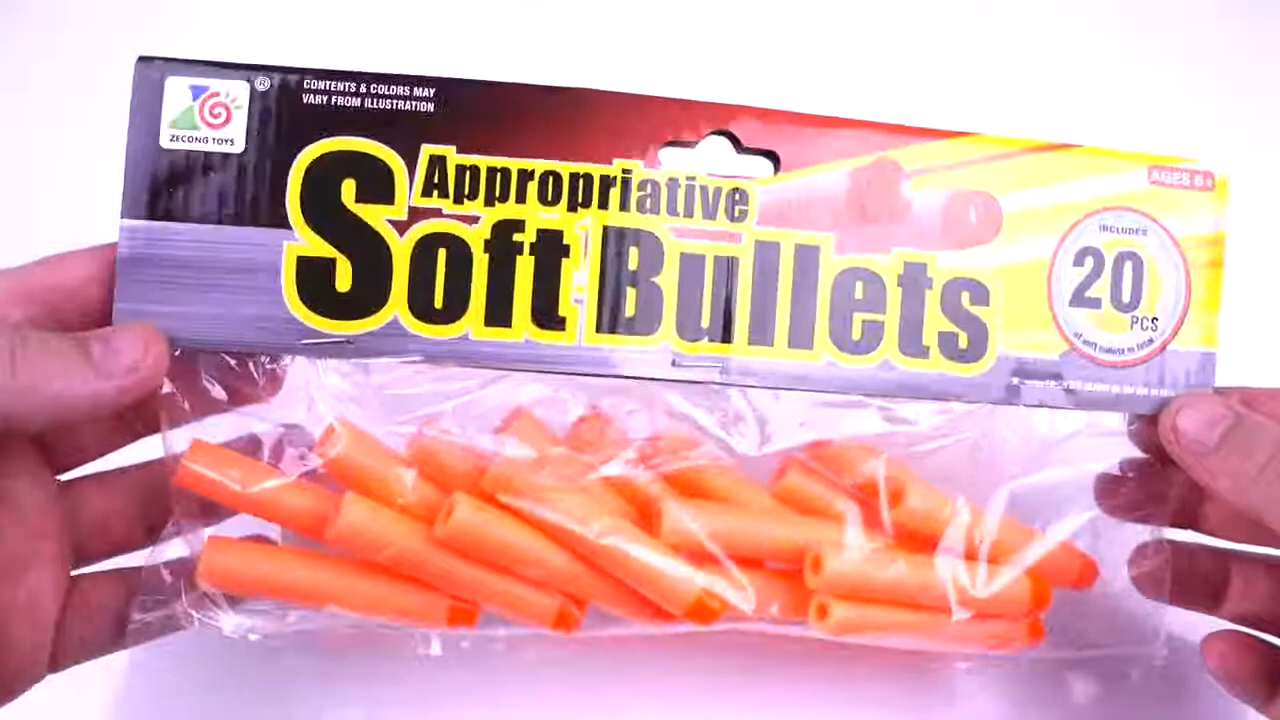 ZECONG TOYS
®
CONTENTS & COLORS MAY
VARY FROM ILLUSTRATION
Appropriative
Soft Bullets
AGES 6+
INCLUDES
20
PCS